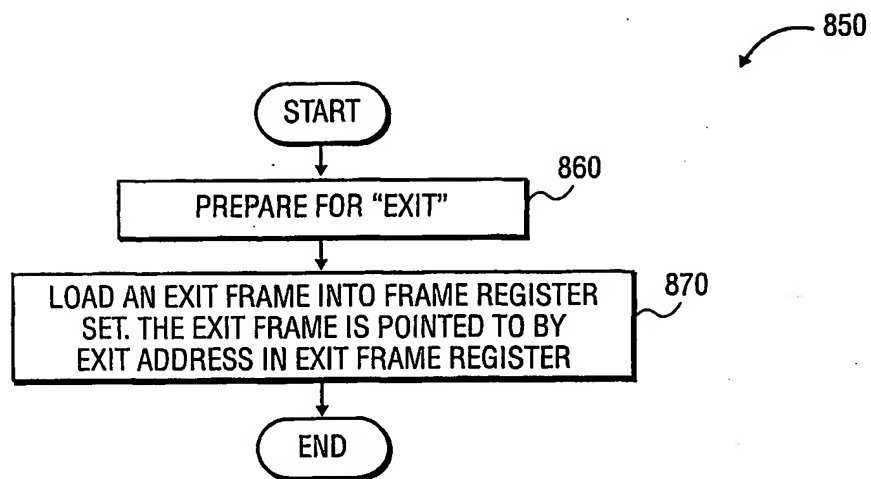 850
START
860
PREPARE FOR "EXIT"
870
LOAD AN EXIT FRAME INTO FRAME REGISTER
SET. THE EXIT FRAME IS POINTED TO BY
EXIT ADDRESS IN EXIT FRAME REGISTER
END